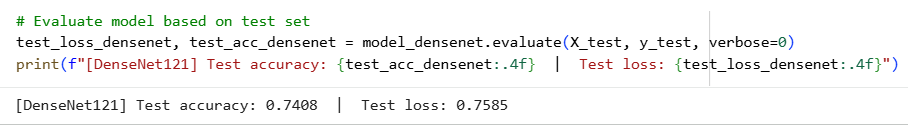 # Evaluate model based on test set
test_loss_densenet, test_acc_densenet = model_densenet.evaluate(X_test, y_test, verbose=0)
print(f"[DenseNet121] Test accuracy: {test_acc_densenet:.4f}  |  Test loss: {test_loss_densenet:.4f}")
[DenseNet121] Test accuracy: 0.7408  |  Test loss: 0.7585